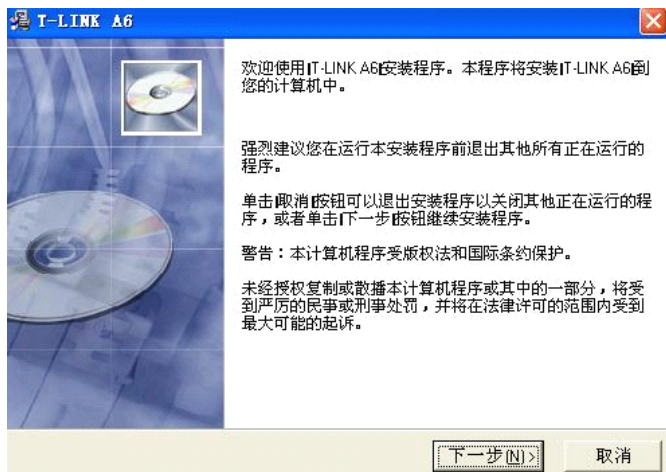 T-LINK A6
欢迎使用T-LINK A6安装程序。本程序将安装T-LINK A6到
您的计算机中。
强烈建议您在运行本安装程序前退出其他所有正在运行的
程序。
单击取消按钮可以退出安装程序以关闭其他正在运行的程
序，或者单击下一步按钮继续安装程序。
警告：本计算机程序受版权法和国际条约保护。
未经授权复制或散播本计算机程序或其中的一部分，将受
到严厉的民事或刑事处罚，并将在法律许可的范围内受到
最大可能的起诉。
下一步(N)>
取消